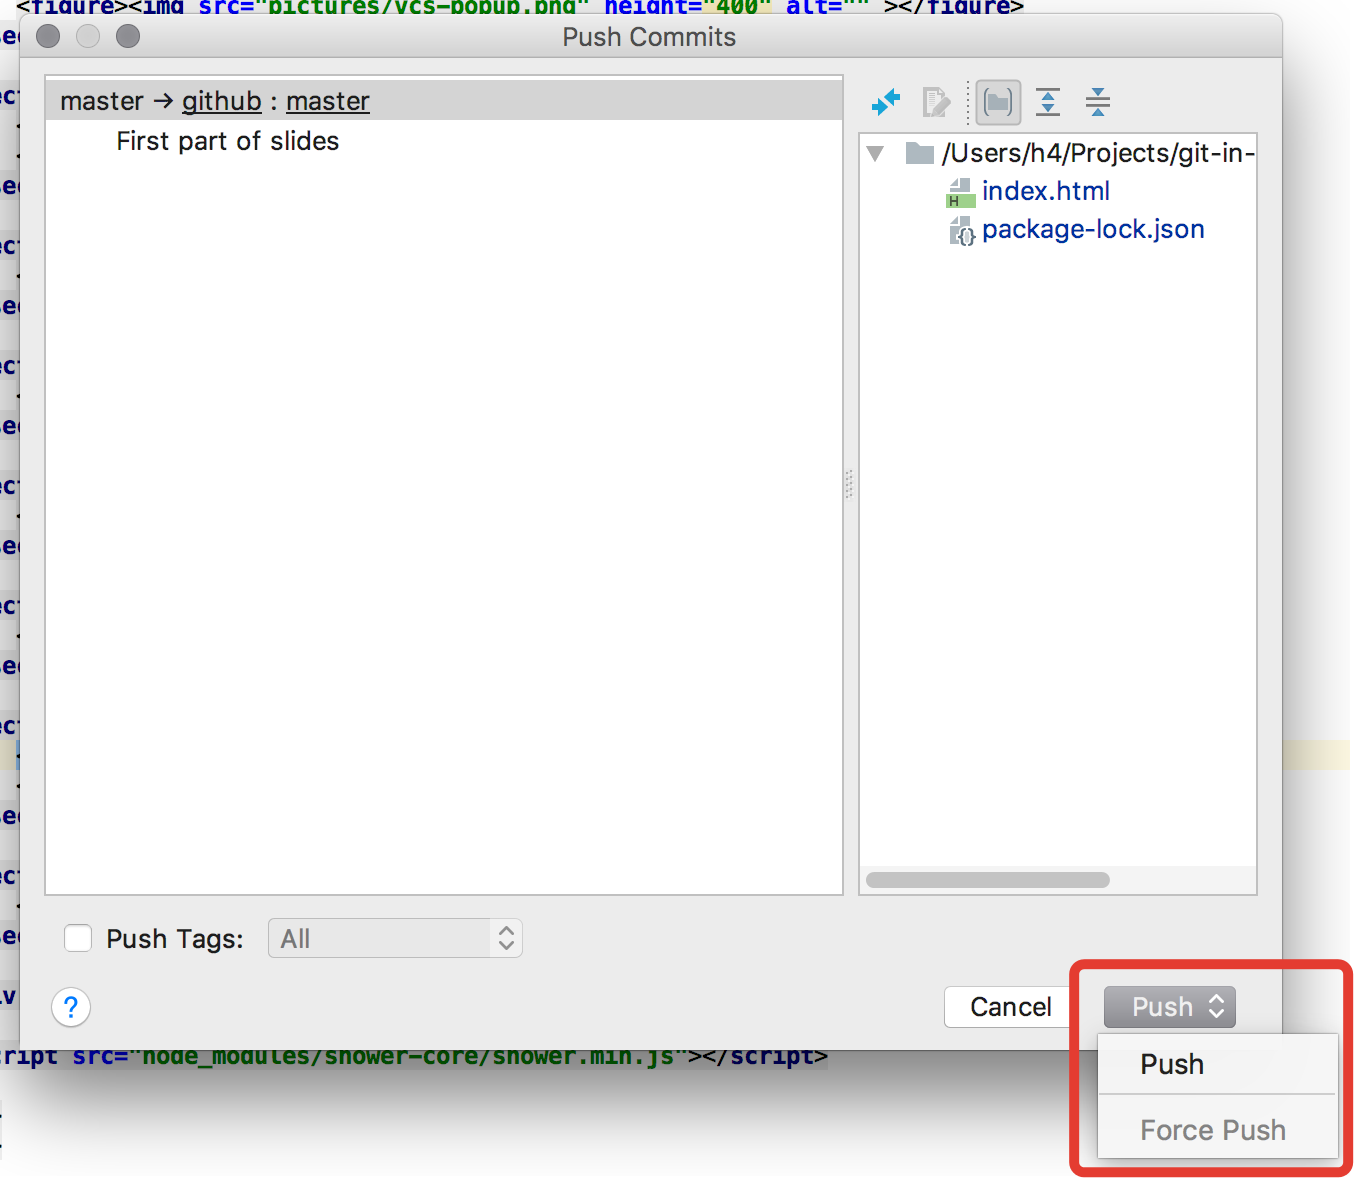 <figure><img src="pictures/vcs-popup.png" height="400" alt="" ></figure>
Push Commits
master → github : master
First part of slides
/Users/h4/Projects/git-in-
index.html
package-lock.json
Push Tags:
All
?
Cancel
Push
Push
Force Push
ript src="node_modules/shower-core/shower.min.js"></script>